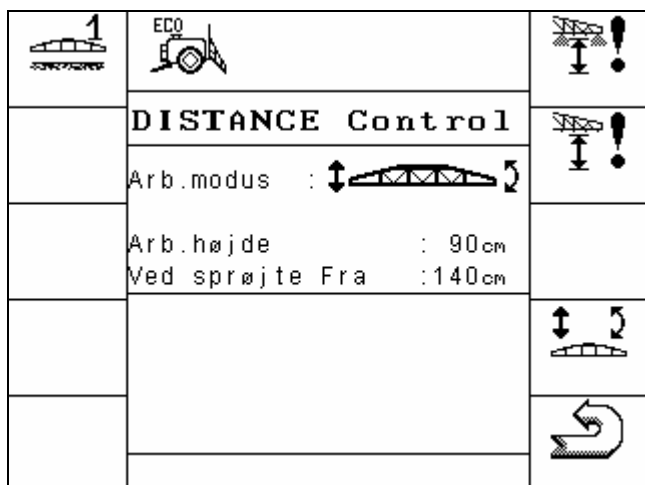 1
ECO
DISTANCE Control
Arb.modus :
Arb.højde : 90cm
Ved sprøjte Fra :140cm